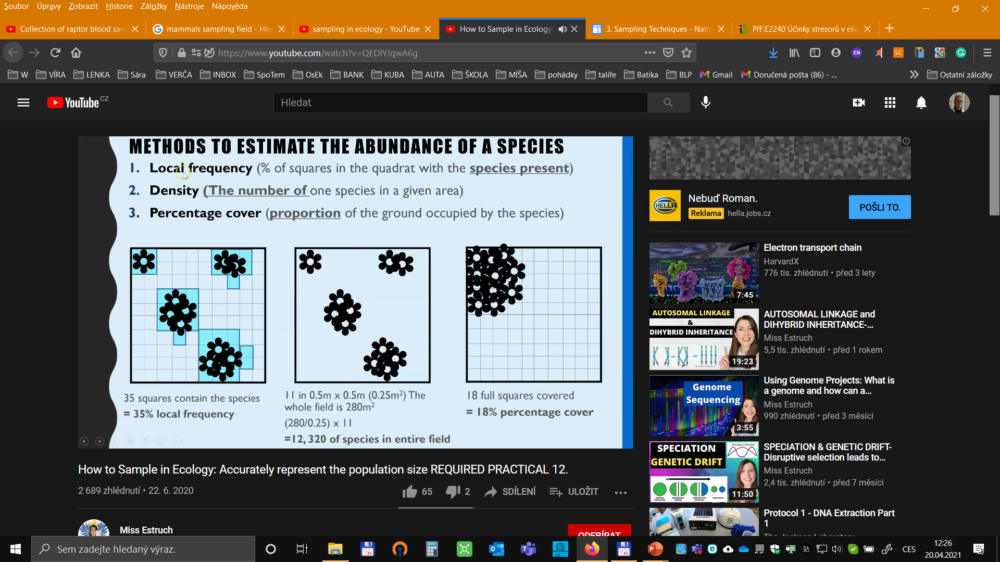 Soubor Úpravy Zobrazit Historie Záložky Nástroje Nápověda
Collection of raptor blood sam
mammals sampling field - Hle
sampling in ecology - YouTube
How to Sample in Ecology:
3. Sampling Techniques - Natio
PřF:E2240 Účinky stresorů v eko
https://www.youtube.com/watch?v=QEDIYJqwA6g
EN
SC
W VÍRA LENKA Sára VERČA INBOX SpoTem OsEk BANK KUBA AUTA ŠKOLA MÍŠA pohádky talíře Batika BLP Gmail Doručená pošta (86) - ... Ostatní záložky
YouTube CZ
Hledat
METHODS TO ESTIMATE THE ABUNDANCE OF A SPECIES
1. Local frequency (% of squares in the quadrat with the species present)
2. Density (The number of one species in a given area)
3. Percentage cover (proportion of the ground occupied by the species)
35 squares contain the species
= 35% local frequency
11 in 0.5m x 0.5m (0.25m²) The
whole field is 280m²
(280/0.25) x 11
=12, 320 of species in entire field
18 full squares covered
= 18% percentage cover
How to Sample in Ecology: Accurately represent the population size REQUIRED PRACTICAL 12.
2 689 zhlédnutí • 22. 6. 2020
65 2 SDÍLENÍ ULOŽIT
Miss Estruch
ODEBÍRAT
HELLA
Nebuď Roman.
Reklama hella.jobs.cz
POŠLI TO.
Complex I
Complex II
Complex III
Complex IV
7:45
Electron transport chain
HarvardX
776 tis. zhlédnutí • před 3 lety
AUTOSOMAL LINKAGE
&
DIHYBRID INHERITANCE
19:23
AUTOSOMAL LINKAGE and
DIHYBRID INHERITANCE-...
Miss Estruch
5,5 tis. zhlédnutí • před 1 rokem
Genome
Sequencing
3:55
Using Genome Projects: What is
a genome and how can a...
Miss Estruch
990 zhlédnutí • před 3 měsíci
SPECIATION
GENETIC DRIFT
11:50
SPECIATION & GENETIC DRIFT-
Disruptive selection leads to...
Miss Estruch
2,4 tis. zhlédnutí • před 7 měsíci
Protocol 1 - DNA Extraction Part
1
Sem zadejte hledaný výraz.
CES
12:26
20.04.2021